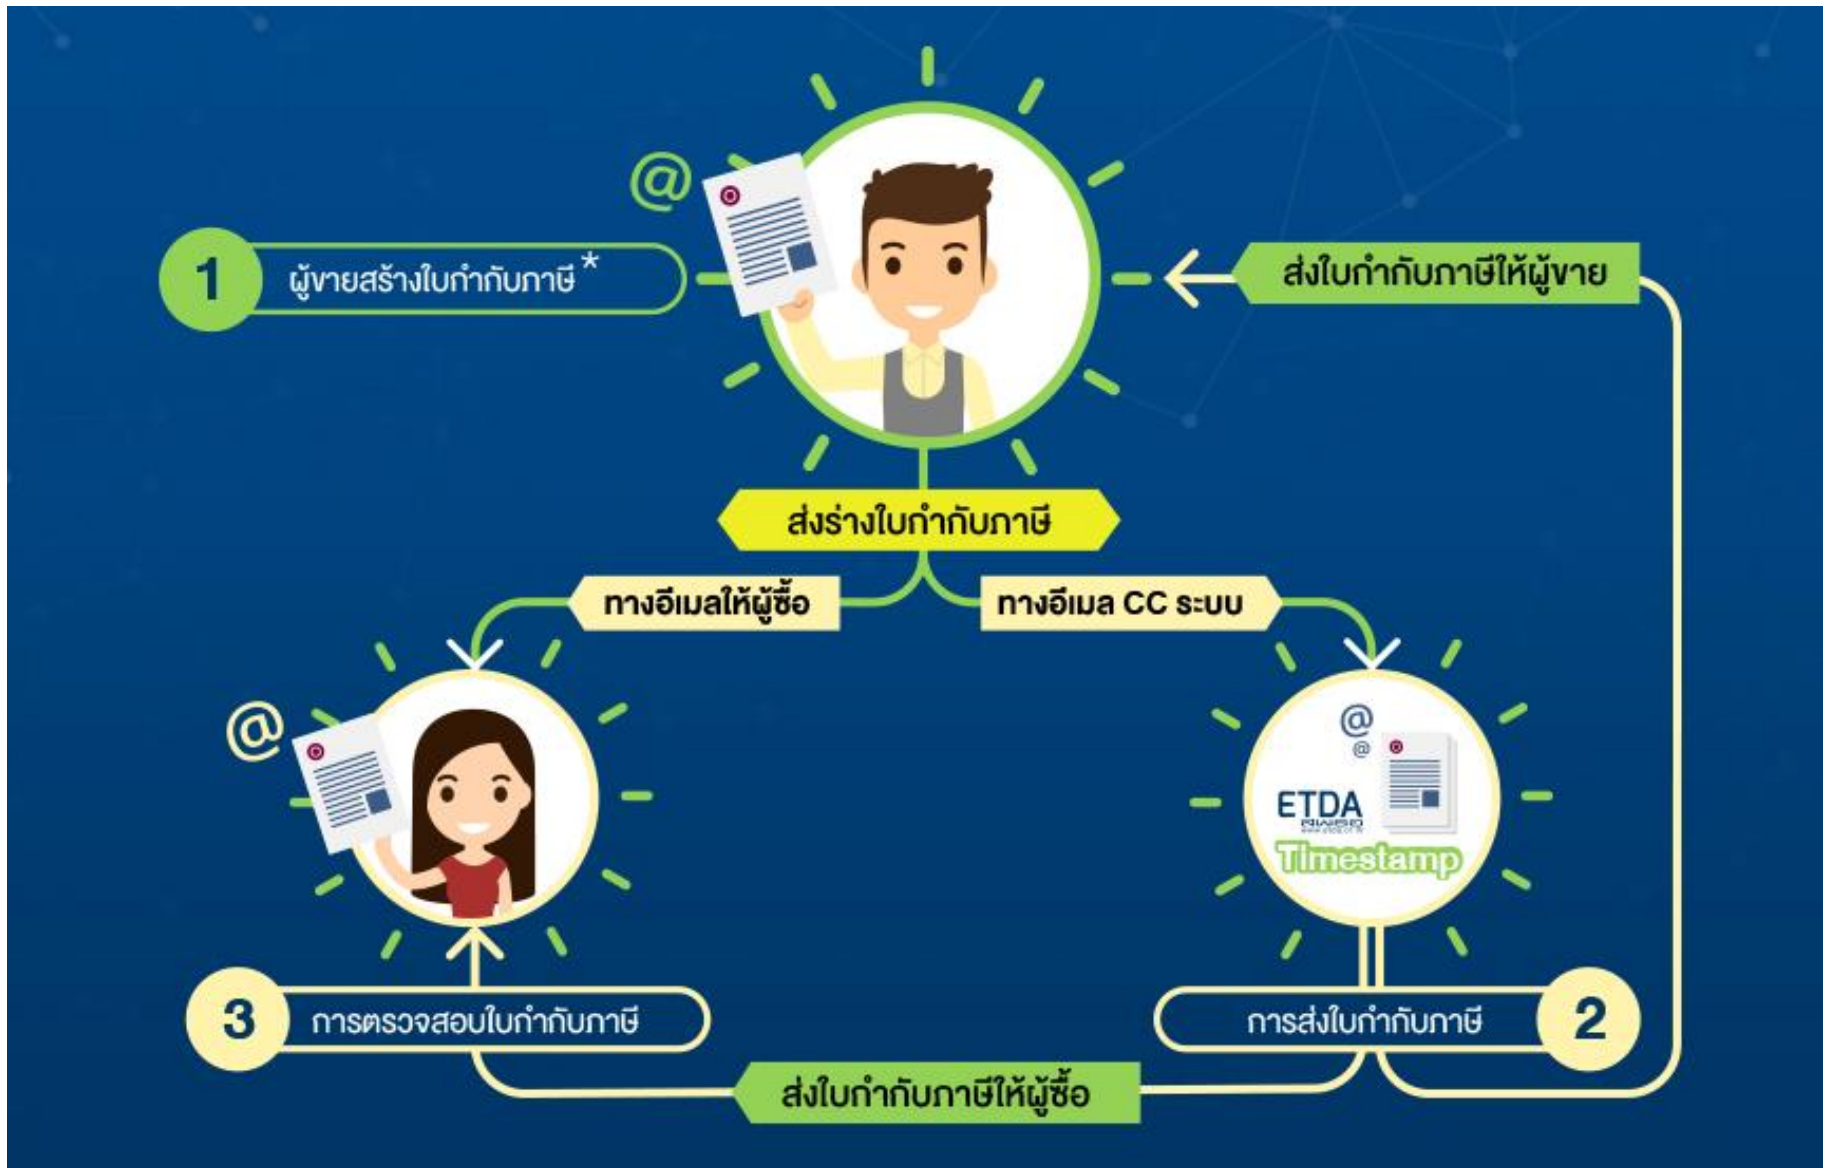 @
1
ผู้ขายสร้างใบกำกับภาษี*
ส่งใบกำกับภาษีให้ผู้ขาย
ส่งร่างใบกำกับภาษี
ทางอีเมลให้ผู้ซื้อ
ทางอีเมล CC ระบบ
@
@
@
ETDA
สพธอ
Timestamp
3
การตรวจสอบใบกำกับภาษี
การส่งใบกำกับภาษี
2
ส่งใบกำกับภาษีให้ผู้ซื้อ